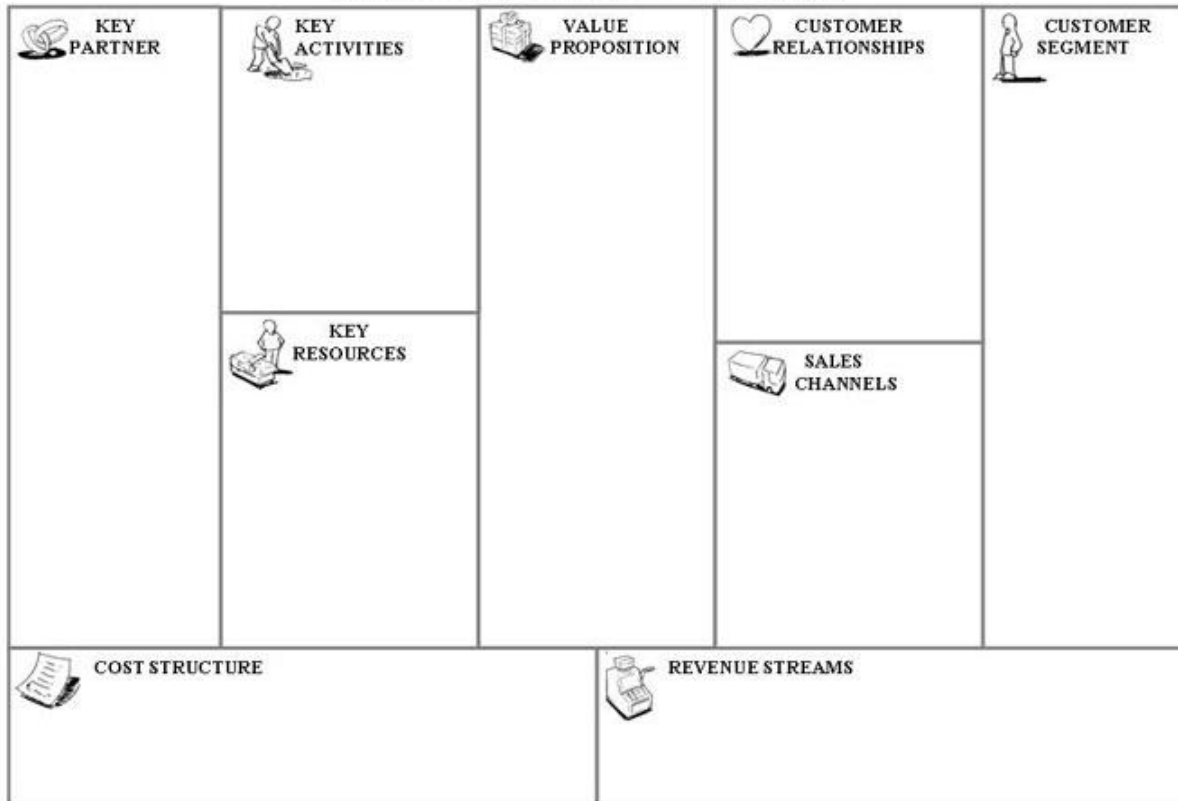 KEY
PARTNER
KEY
ACTIVITIES
KEY
RESOURCES
VALUE
PROPOSITION
CUSTOMER
RELATIONSHIPS
SALES
CHANNELS
CUSTOMER
SEGMENT
COST STRUCTURE
REVENUE STREAMS